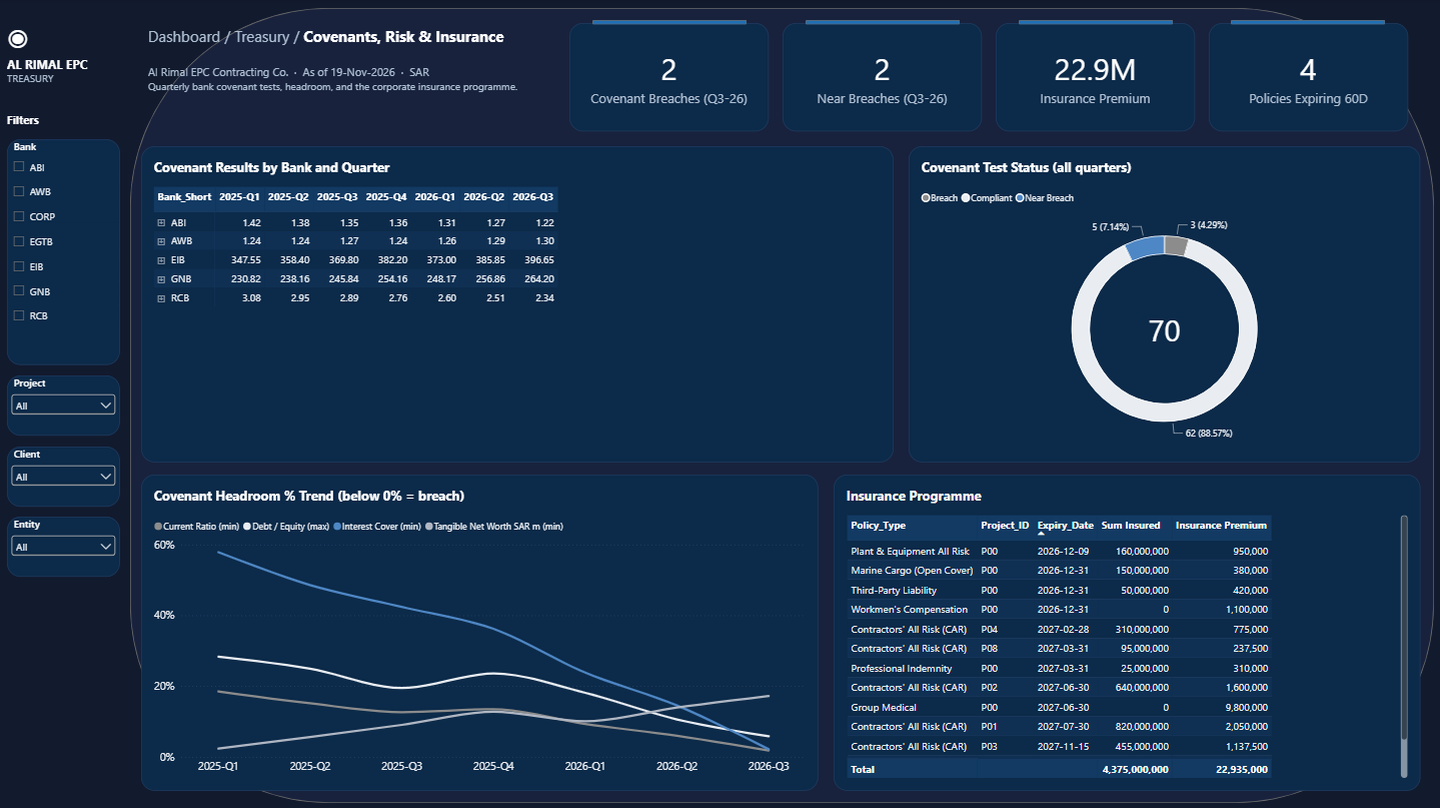 AL RIMAL EPC
TREASURY
Filters
Bank
ABI
AWB
CORP
EGTB
EIB
GNB
RCB
Project
All
Client
All
Entity
All
Dashboard / Treasury / Covenants, Risk & Insurance
Al Rimal EPC Contracting Co. · As of 19-Nov-2026 · SAR
Quarterly bank covenant tests, headroom, and the corporate insurance programme.
2
Covenant Breaches (Q3-26)
2
Near Breaches (Q3-26)
22.9M
Insurance Premium
4
Policies Expiring 60D
Covenant Results by Bank and Quarter
Bank_Short 2025-Q1 2025-Q2 2025-Q3 2025-Q4 2026-Q1 2026-Q2 2026-Q3
ABI 1.42 1.38 1.35 1.36 1.31 1.27 1.22
AWB 1.24 1.24 1.27 1.24 1.26 1.29 1.30
EIB 347.55 358.40 369.80 382.20 373.00 385.85 396.65
GNB 230.82 238.16 245.84 254.16 248.17 256.86 264.20
RCB 3.08 2.95 2.89 2.76 2.60 2.51 2.34
Covenant Test Status (all quarters)
Breach Compliant Near Breach
5 (7.14%)
3 (4.29%)
70
62 (88.57%)
Covenant Headroom % Trend (below 0% = breach)
Current Ratio (min) Debt / Equity (max) Interest Cover (min) Tangible Net Worth SAR m (min)
60%
40%
20%
0%
2025-Q1 2025-Q2 2025-Q3 2025-Q4 2026-Q1 2026-Q2 2026-Q3
Insurance Programme
Policy_Type Project_ID Expiry_Date Sum Insured Insurance Premium
Plant & Equipment All Risk P00 2026-12-09 160,000,000 950,000
Marine Cargo (Open Cover) P00 2026-12-31 150,000,000 380,000
Third-Party Liability P00 2026-12-31 50,000,000 420,000
Workmen's Compensation P00 2026-12-31 0 1,100,000
Contractors' All Risk (CAR) P04 2027-02-28 310,000,000 775,000
Contractors' All Risk (CAR) P08 2027-03-31 95,000,000 237,500
Professional Indemnity P00 2027-03-31 25,000,000 310,000
Contractors' All Risk (CAR) P02 2027-06-30 640,000,000 1,600,000
Group Medical P00 2027-06-30 0 9,800,000
Contractors' All Risk (CAR) P01 2027-07-30 820,000,000 2,050,000
Contractors' All Risk (CAR) P03 2027-11-15 455,000,000 1,137,500
Total 4,375,000,000 22,935,000